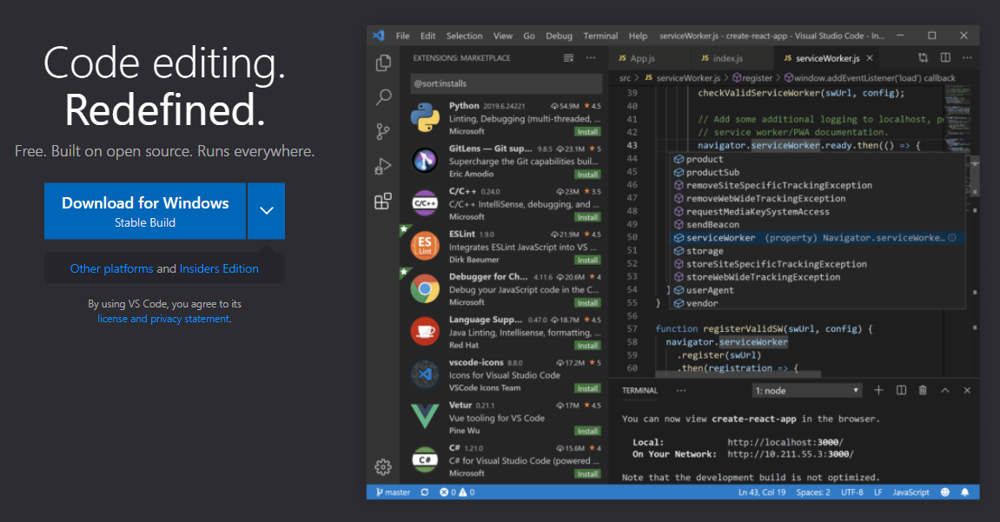 Code editing.
Redefined.
Free. Built on open source. Runs everywhere.
Download for Windows
Stable Build
Other platforms and Insiders Edition
By using VS Code, you agree to its
license and privacy statement.
File Edit Selection View Go Debug Terminal Help serviceWorker.js - create-react-app - Visual Studio Code - In...
EXTENSIONS: MARKETPLACE
@sort:installs
Python 2019.6.24221 54.9M ★ 4.5
Linting, Debugging (multi-threaded, ...
Microsoft Install
GitLens — Git sup... 9.8.5 23.1M ★ 5
Supercharge the Git capabilities buil...
Eric Amodio Install
C/C++
C/C++ 0.24.0 23M ★ 3.5
C/C++ IntelliSense, debugging, and ...
Microsoft Install
ES
Lint
ESLint 1.9.0 21.9M ★ 4.5
Integrates ESLint JavaScript into VS ...
Dirk Baeumer Install
Debugger for Ch... 4.11.6 20.6M ★ 4
Debug your JavaScript code in the C...
Microsoft Install
Language Supp... 0.47.0 18.7M ★ 4.5
Java Linting, Intellisense, formatting, ...
Red Hat Install
vscode-icons 8.8.0 17.2M ★ 5
Icons for Visual Studio Code
VSCode Icons Team Install
Vetur 0.21.1 17M ★ 4.5
Vue tooling for VS Code
Pine Wu Install
C#
C# 1.21.0 15.6M ★ 4
C# for Visual Studio Code (powered ...
Microsoft Install
JS App.js JS index.js JS serviceWorker.js
src > JS serviceWorker.js > register > window.addEventListener('load') callback
39 checkValidServiceWorker(swUrl, config);
40
41 // Add some additional logging to localhost, p
42 // service worker/PWA documentation.
43 navigator.serviceWorker.ready.then(() => {
44 product
45 productSub
46 removeSiteSpecificTrackingException
47 removeWebWideTrackingException
48 requestMediaKeySystemAccess
49 sendBeacon
50 serviceWorker (property) Navigator.serviceWorke...
51 storage
52 storeSiteSpecificTrackingException
53 storeWebWideTrackingException
54 ] userAgent
55 } vendor
56
57 function registerValidSW(swUrl, config) {
58 navigator.serviceWorker
59 .register(swUrl)
60 .then(registration => {
TERMINAL ... 1: node
You can now view create-react-app in the browser.
Local: http://localhost:3000/
On Your Network: http://10.211.55.3:3000/
Note that the development build is not optimized.
master 0 0 Ln 43, Col 19 Spaces: 2 UTF-8 LF JavaScript